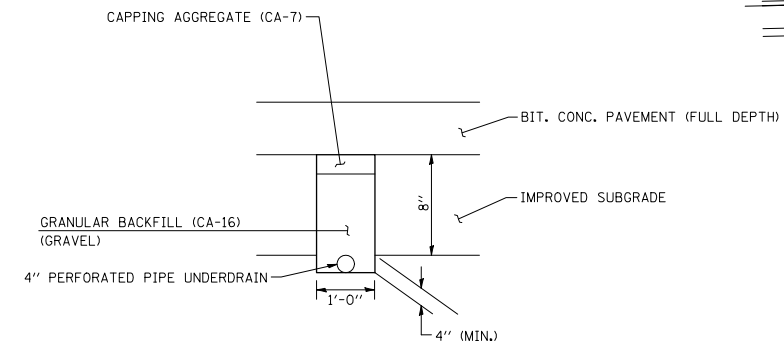 CAPPING AGGREGATE (CA-7)
BIT. CONC. PAVEMENT (FULL DEPTH)
8"
IMPROVED SUBGRADE
GRANULAR BACKFILL (CA-16)
(GRAVEL)
4" PERFORATED PIPE UNDERDRAIN
1'-0"
4" (MIN.)